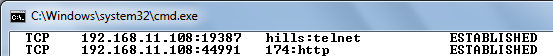 C:\Windows\system32\cmd.exe
TCP 192.168.11.108:19387 hills:telnet ESTABLISHED
TCP 192.168.11.108:44991 174:http ESTABLISHED